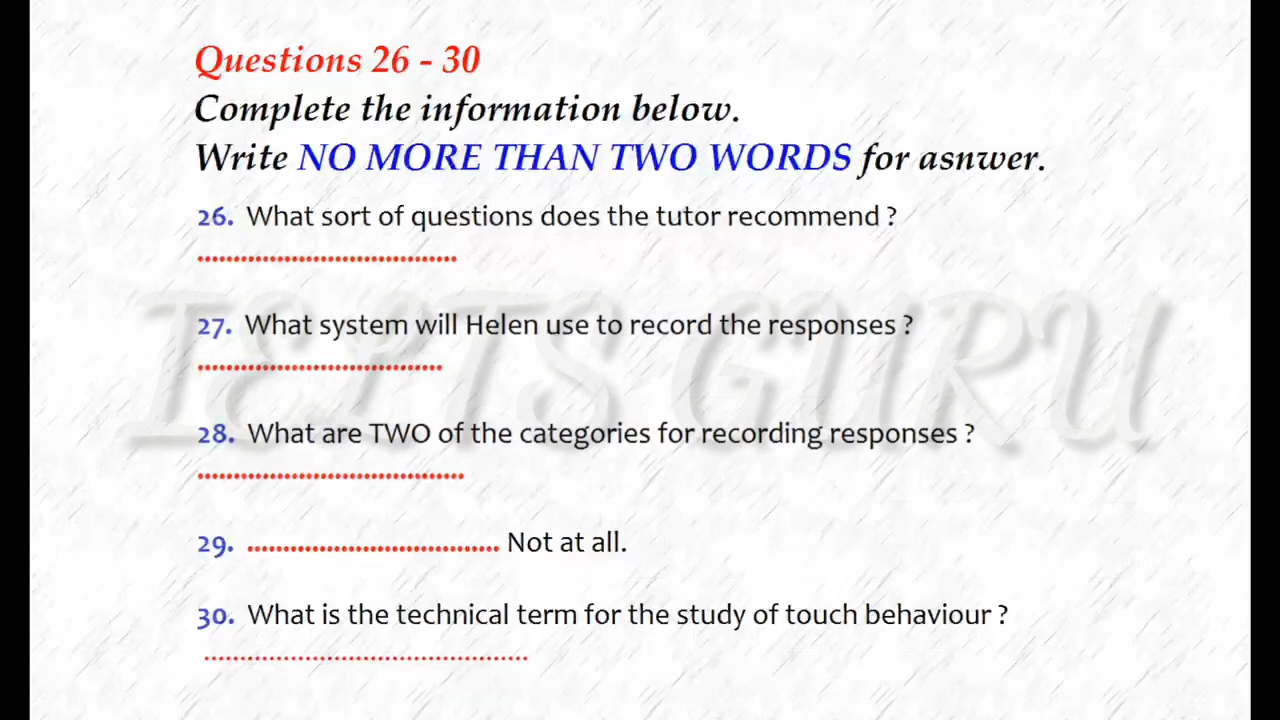 Questions 26 - 30
Complete the information below.
Write NO MORE THAN TWO WORDS for asnwer.
26. What sort of questions does the tutor recommend ?
....................................
27. What system will Helen use to record the responses ?
..................................
28. What are TWO of the categories for recording responses ?
.....................................
29. ................................... Not at all.
30. What is the technical term for the study of touch behaviour ?
.............................................
IELTS GURU